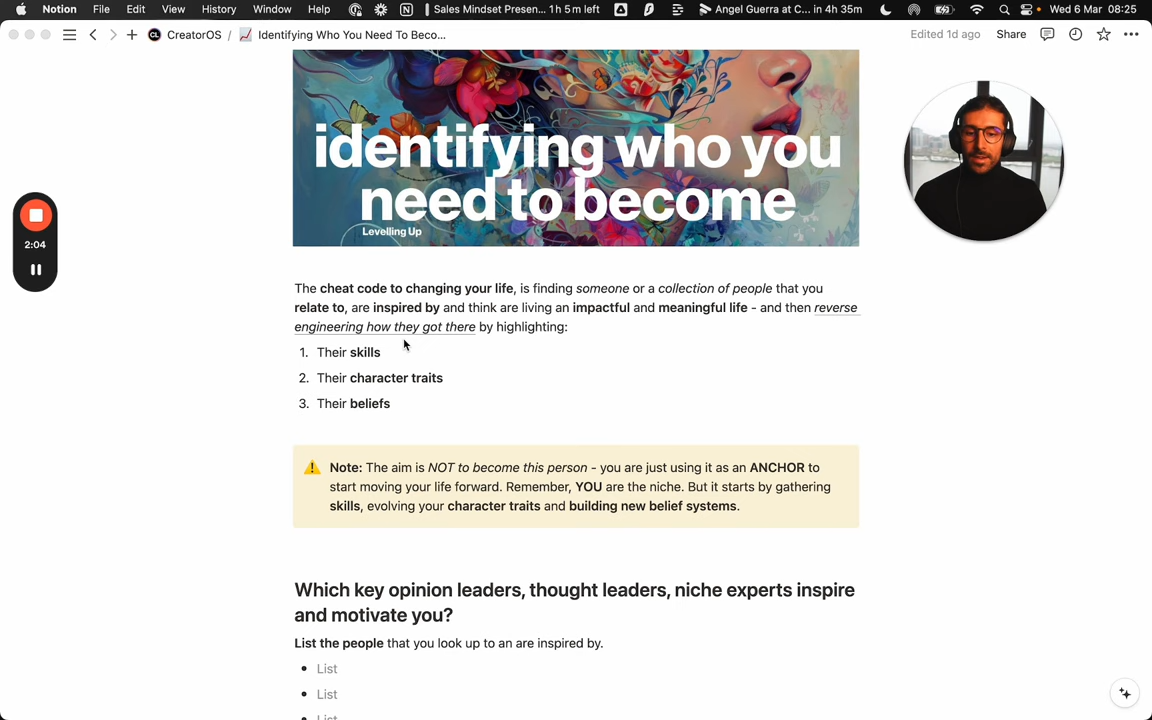 Notion File Edit View History Window Help Sales Mindset Presen... 1 h 5 m left Angel Guerra at C... in 4h 35m Wed 6 Mar 08:25
CreatorOS / Identifying Who You Need To Beco... Edited 1d ago Share
identifying who you
need to become
Levelling Up
2:04
The cheat code to changing your life, is finding someone or a collection of people that you
relate to, are inspired by and think are living an impactful and meaningful life - and then reverse
engineering how they got there by highlighting:
1. Their skills
2. Their character traits
3. Their beliefs
Note: The aim is NOT to become this person - you are just using it as an ANCHOR to
start moving your life forward. Remember, YOU are the niche. But it starts by gathering
skills, evolving your character traits and building new belief systems.
Which key opinion leaders, thought leaders, niche experts inspire
and motivate you?
List the people that you look up to an are inspired by.
• List
• List
• List